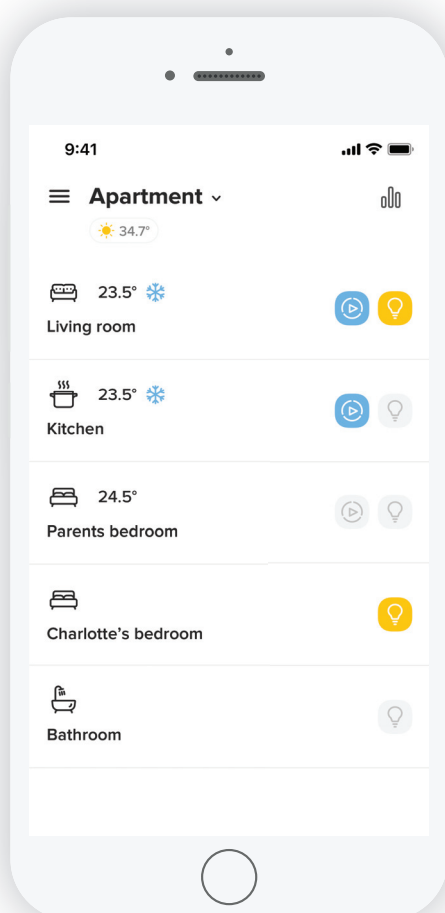 9:41
Apartment
34.7°
23.5°
Living room
23.5°
Kitchen
24.5°
Parents bedroom
Charlotte’s bedroom
Bathroom